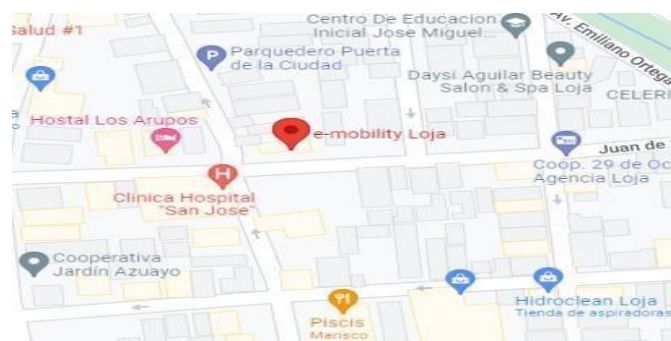 Centro De Educacion
Inicial Jose Miguel...
Av. Emiliano Ortega
Salud #1
Parquedero Puerta
de la Ciudad
Daysi Aguilar Beauty
Salon & Spa Loja
CELERI
Hostal Los Arupos
e-mobility Loja
Juan de
Coop. 29 de Oc
Agencia Loja
Clinica Hospital
"San Jose"
Cooperativa
Jardín Azuayo
Hidroclean Loja
Tienda de aspiradoras
Piscis
Marisco